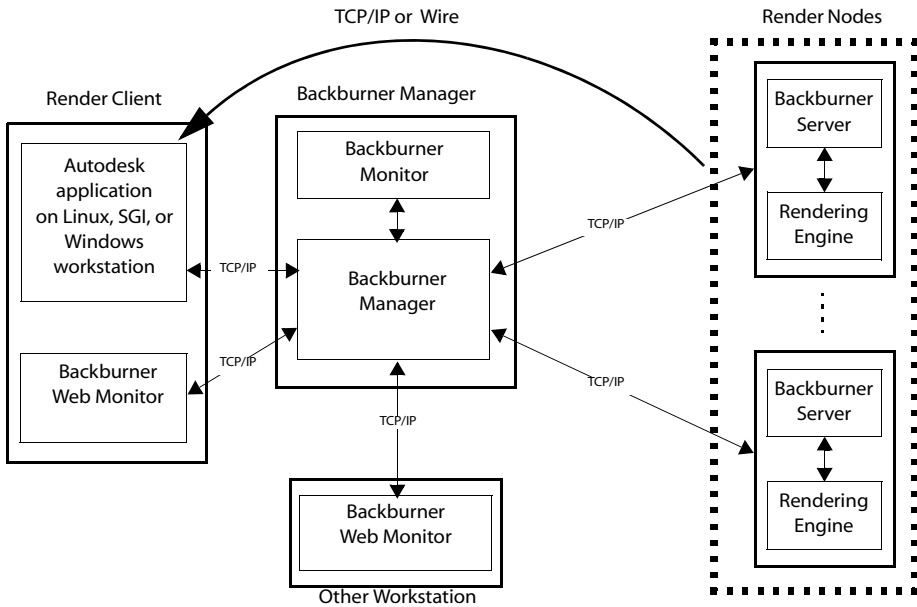 TCP/IP or Wire
Render Nodes
Render Client
Backburner Manager
Autodesk
application
on Linux, SGI, or
Windows
workstation
Backburner
Web Monitor
Backburner
Monitor
Backburner
Manager
TCP/IP
TCP/IP
TCP/IP
TCP/IP
TCP/IP
Backburner
Server
Rendering
Engine
Backburner
Server
Rendering
Engine
Backburner
Web Monitor
Other Workstation